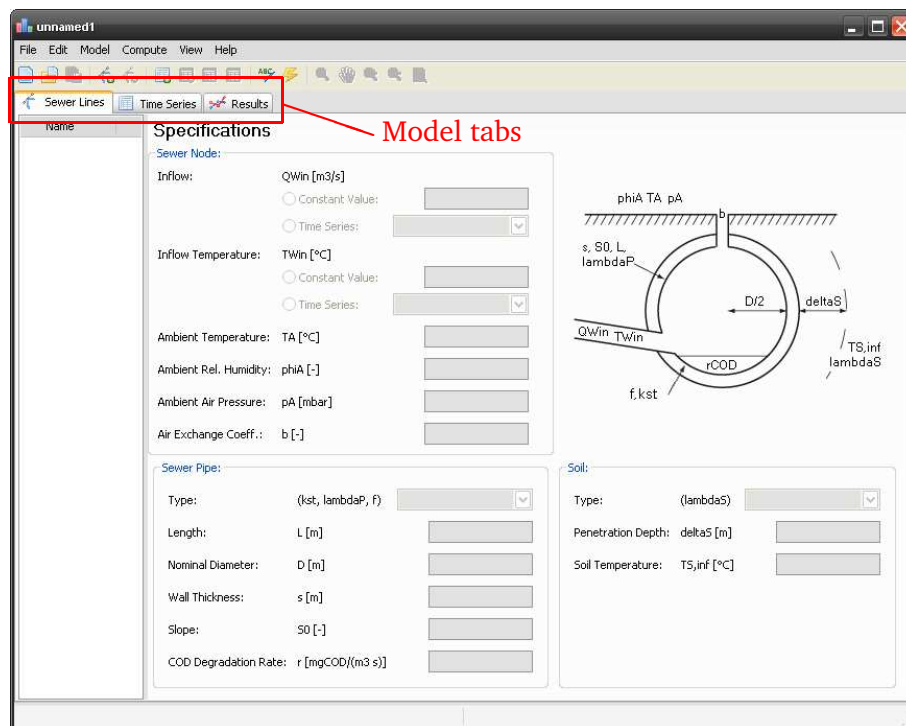 unnamed1
File Edit Model Compute View Help
ABC
Sewer Lines Time Series Results
Model tabs
Name
Specifications
Sewer Node:
Inflow: QWin [m3/s]
Constant Value:
Time Series:
Inflow Temperature: TWin [°C]
Constant Value:
Time Series:
Ambient Temperature: TA [°C]
Ambient Rel. Humidity: phiA [-]
Ambient Air Pressure: pA [mbar]
Air Exchange Coeff.: b [-]
phiA TA pA
b
s, S0, L,
lambdaP
D/2 deltaS
QWin TWin
TS,inf
lambdaS
rCOD
f,kst
Sewer Pipe:
Type: (kst, lambdaP, f)
Length: L [m]
Nominal Diameter: D [m]
Wall Thickness: s [m]
Slope: S0 [-]
COD Degradation Rate: r [mgCOD/(m3 s)]
Soil:
Type: (lambdaS)
Penetration Depth: deltaS [m]
Soil Temperature: TS,inf [°C]